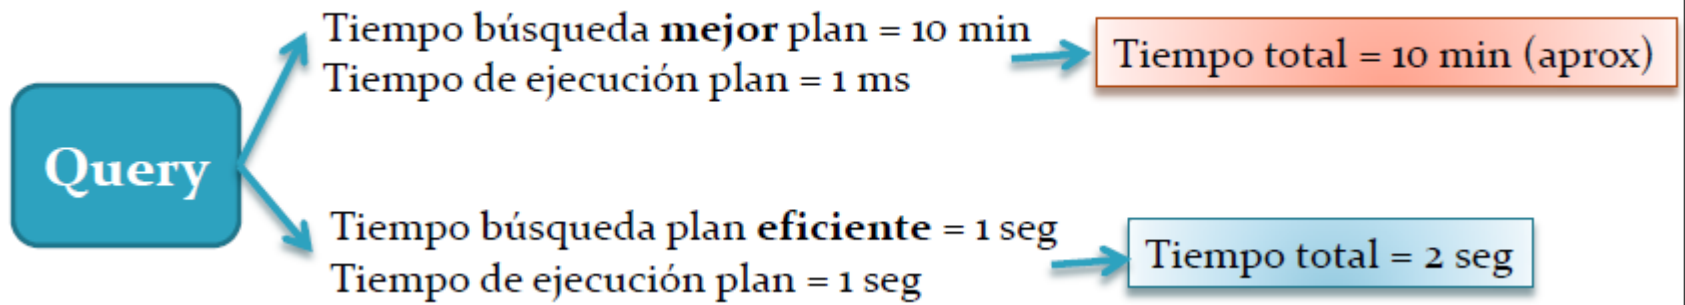 Query
Tiempo búsqueda mejor plan = 10 min
Tiempo de ejecución plan = 1 ms
Tiempo total = 10 min (aprox)
Tiempo búsqueda plan eficiente = 1 seg
Tiempo de ejecución plan = 1 seg
Tiempo total = 2 seg